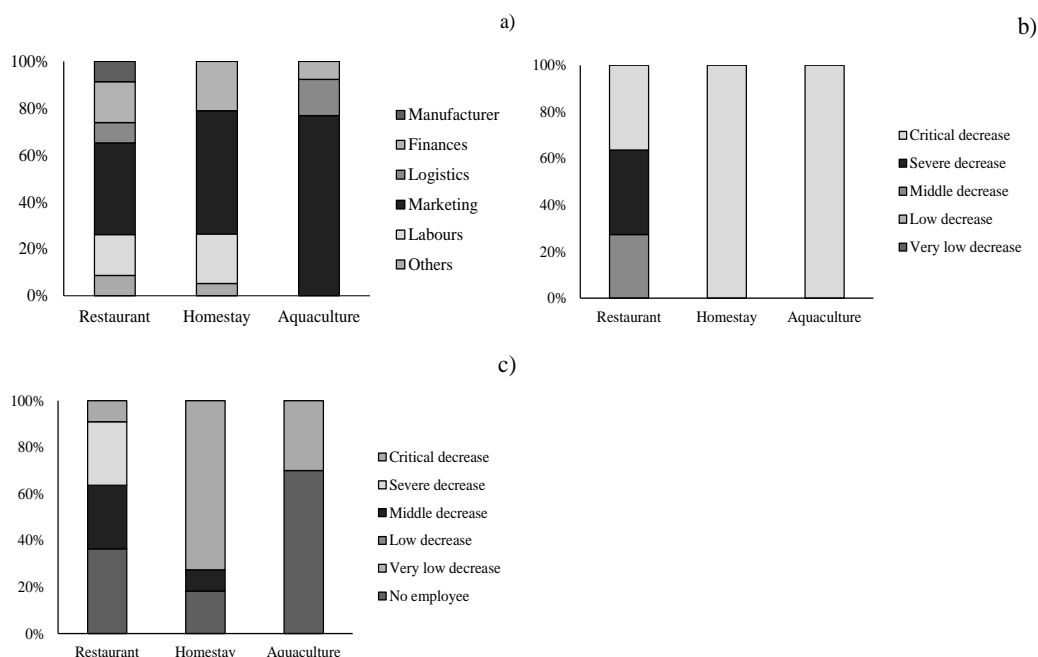 a)
100%
80%
60%
40%
20%
0%
Restaurant Homestay Aquaculture
Manufacturer
Finances
Logistics
Marketing
Labours
Others
b)
100%
80%
60%
40%
20%
0%
Restaurant Homestay Aquaculture
Critical decrease
Severe decrease
Middle decrease
Low decrease
Very low decrease
c)
100%
80%
60%
40%
20%
0%
Restaurant Homestay Aquaculture
Critical decrease
Severe decrease
Middle decrease
Low decrease
Very low decrease
No employee